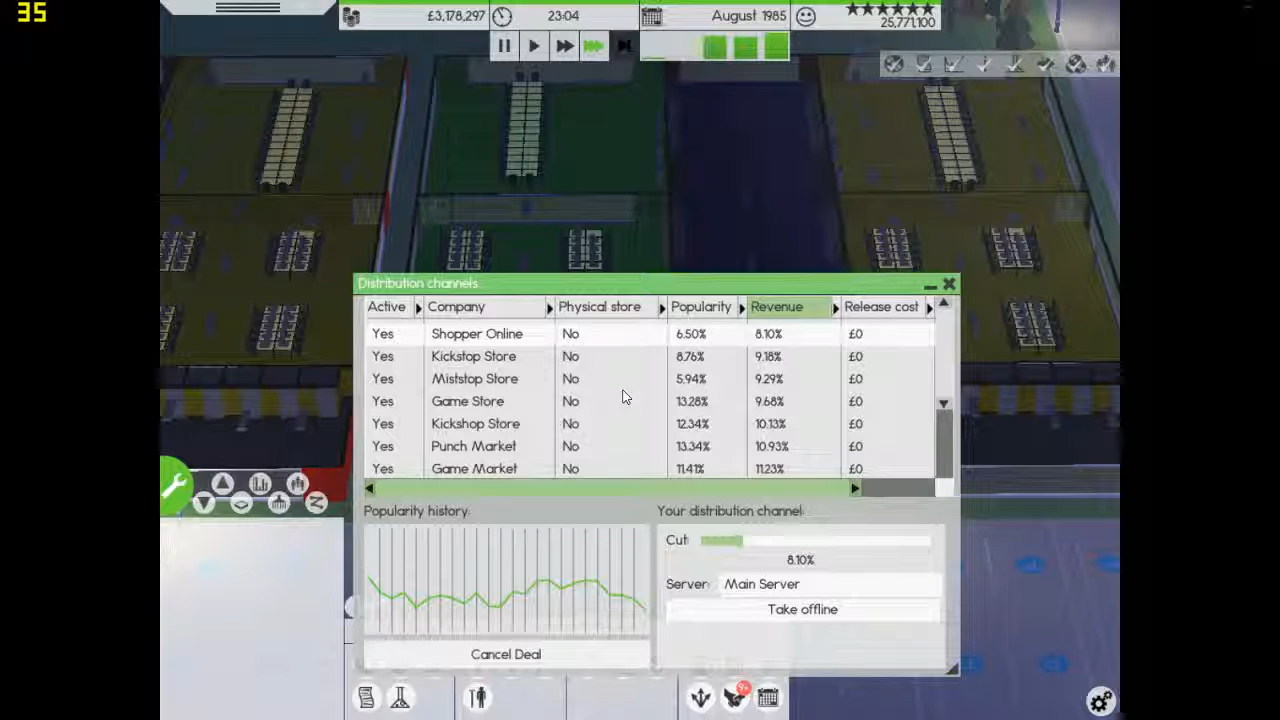 35
£3,178,297
23:04
August 1985
25,771,100
Distribution channels
Active Company Physical store Popularity Revenue Release cost
Yes Shopper Online No 6.50% 8.10% £0
Yes Kickstop Store No 8.76% 9.18% £0
Yes Miststop Store No 5.94% 9.29% £0
Yes Game Store No 13.28% 9.68% £0
Yes Kickshop Store No 12.34% 10.13% £0
Yes Punch Market No 13.34% 10.93% £0
Yes Game Market No 11.41% 11.23% £0
Popularity history:
Your distribution channel:
Cut:
8.10%
Server: Main Server
Take offline
Cancel Deal
9+